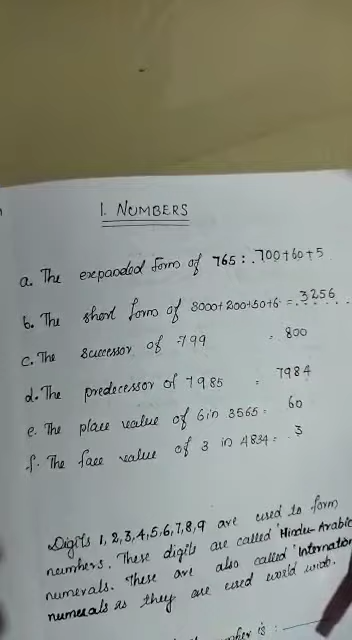 1. NUMBERS
a. The expanded form of 765 : .700+60+5
b. The short form of 3000+200+50+6 = .3256....
c. The successor of 799 = 800
d. The predecessor of 7985 = 7984
e. The place value of 6 in 3565 = 60
f. The face value of 3 in 4834 = .3
Digits 1,2,3,4,5,6,7,8,9 are used to form
numbers. These digits are called 'Hindu-Arabic
numerals. These are also called 'Internation
numerals as they are used world wide.
is :